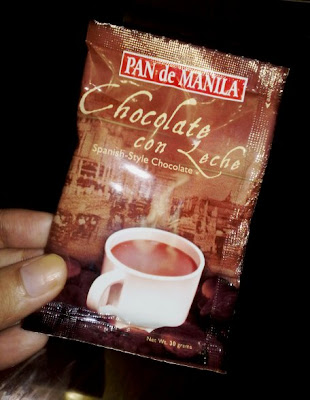 PAN de MANILA
Chocolate
con Leche
Spanish-Style Chocolate
Net Wt. 30 grams